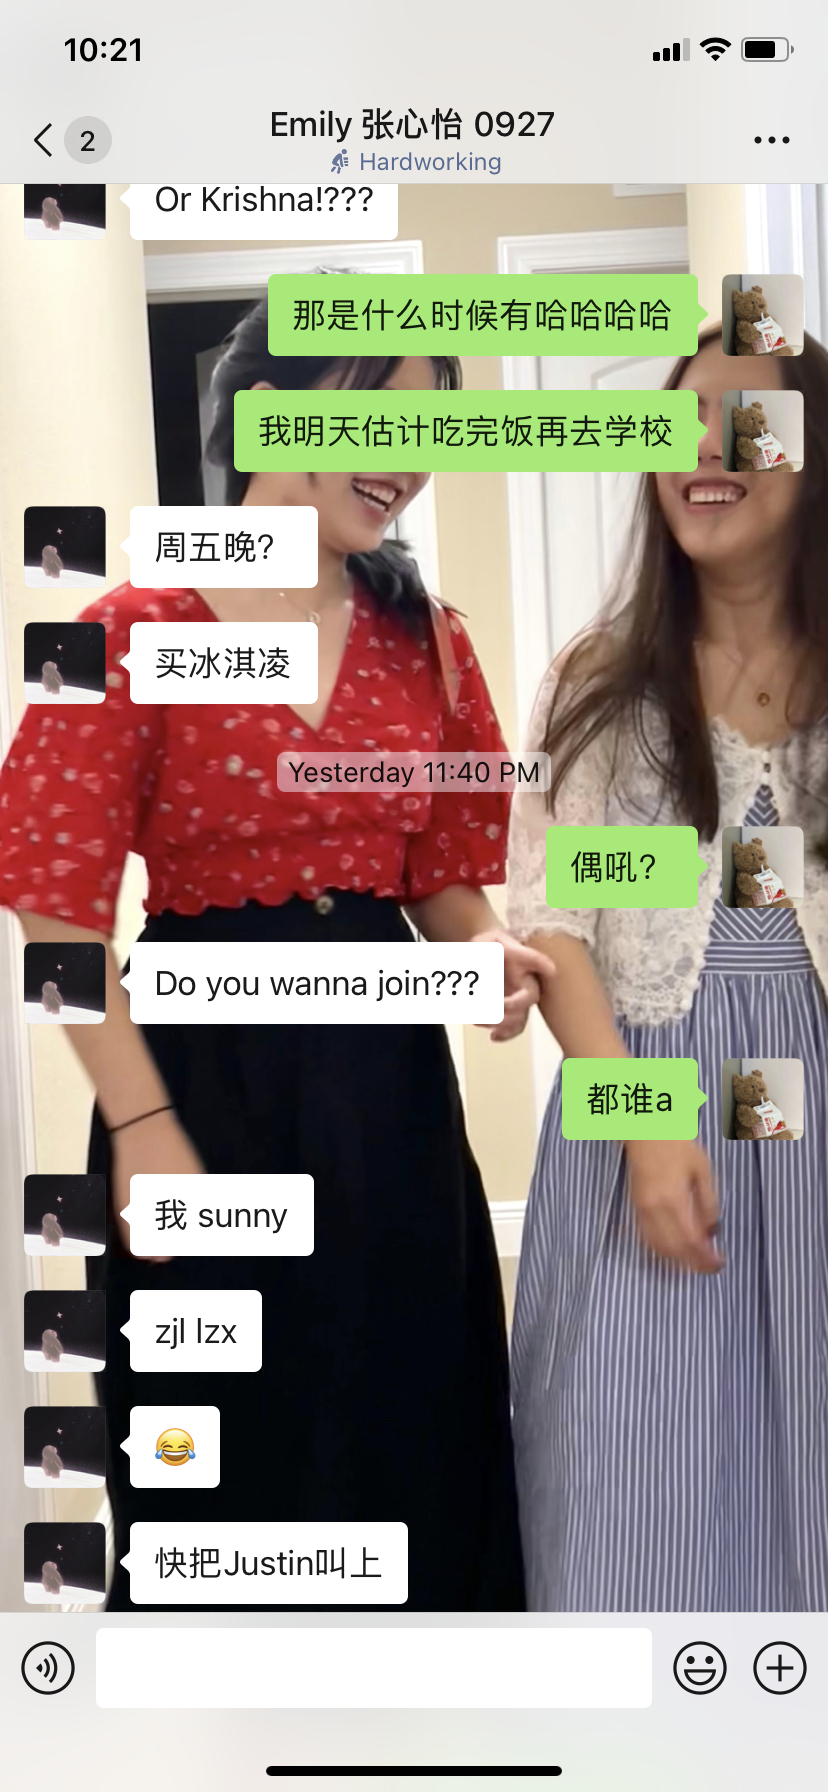 10:21
2
Emily 张心怡 0927
Hardworking
Or Krishna!???
那是什么时候有哈哈哈哈
我明天估计吃完饭再去学校
周五晚?
买冰淇凌
Yesterday 11:40 PM
偶吼?
Do you wanna join???
都谁a
我 sunny
zjl lzx
😂
快把Justin叫上